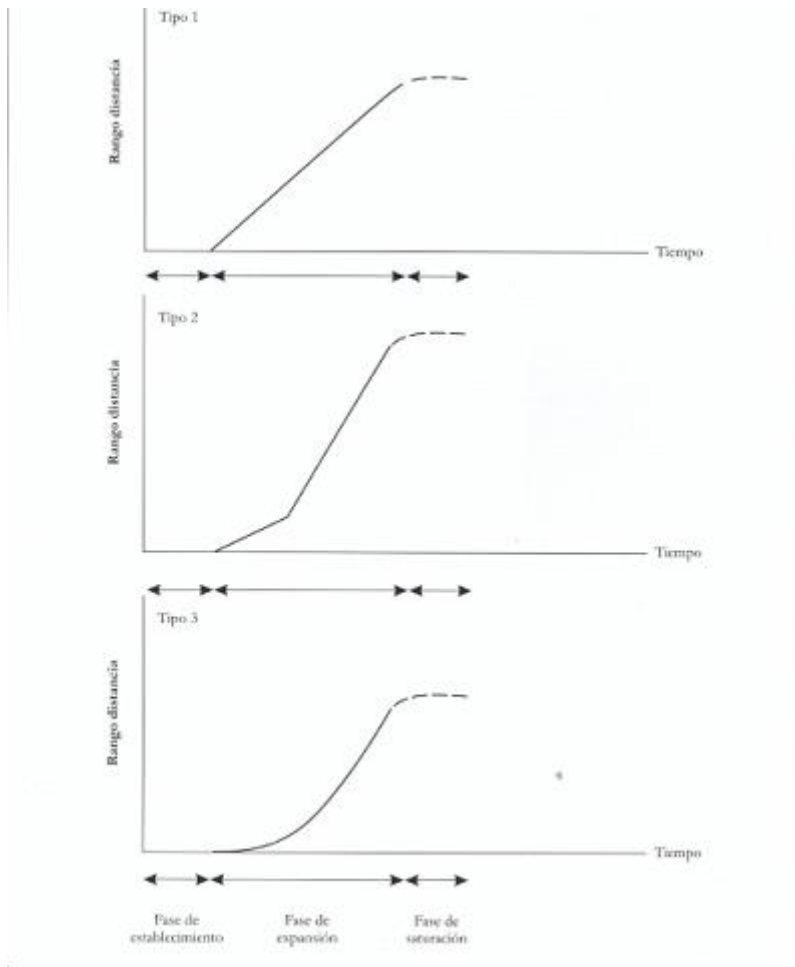 Tipo 1
Rango distancia
Tiempo
Tipo 2
Rango distancia
Tiempo
Tipo 3
Rango distancia
Tiempo
Fase de
establecimiento
Fase de
expansión
Fase de
saturación